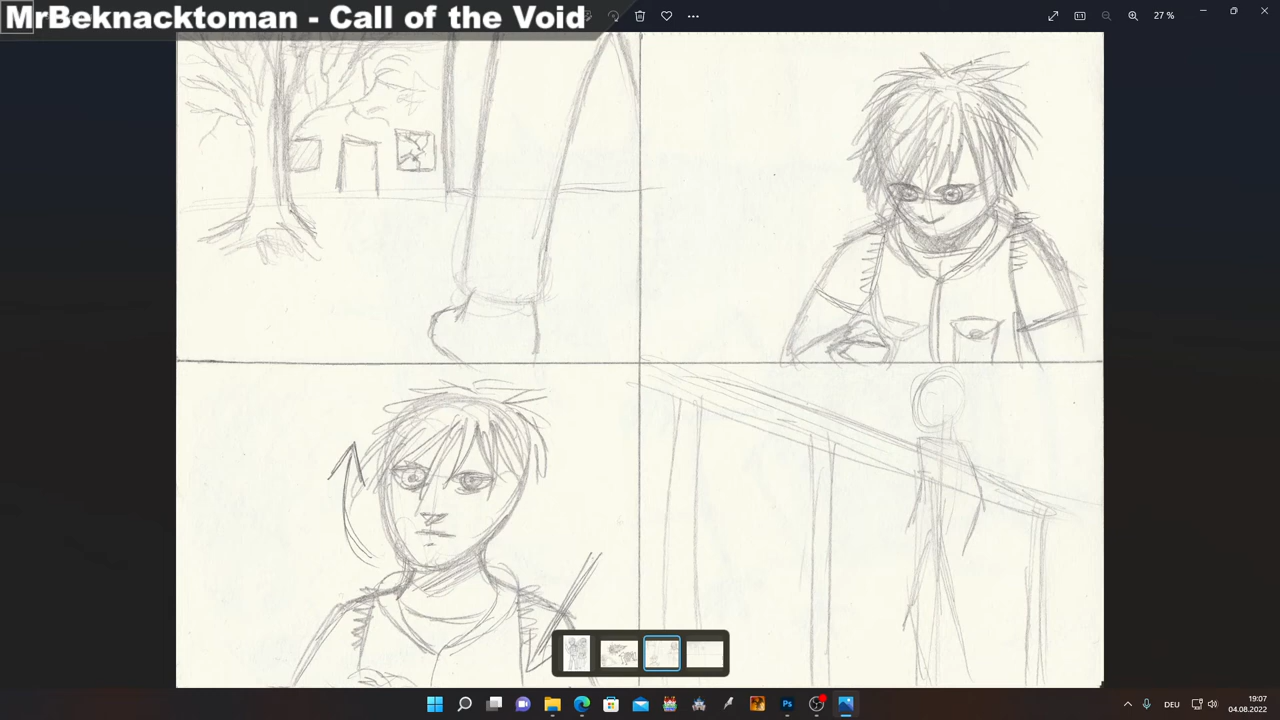 MrBeknacktoman - Call of the Void
27 %
DEU
19:07
04.08.2022